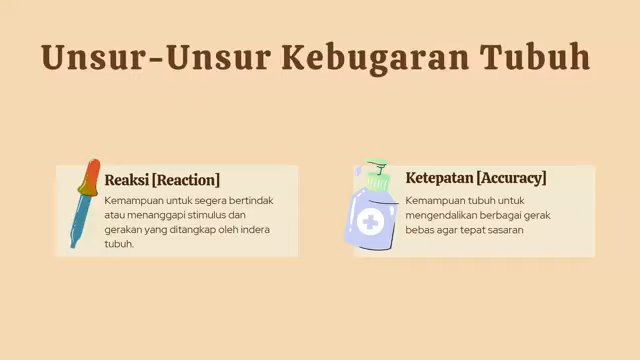 Unsur-Unsur Kebugaran Tubuh
Reaksi [Reaction]
Kemampuan untuk segera bertindak
atau menanggapi stimulus dan
gerakan yang ditangkap oleh indera
tubuh.
Ketepatan [Accuracy]
Kemampuan tubuh untuk
mengendalikan berbagai gerak
bebas agar tepat sasaran